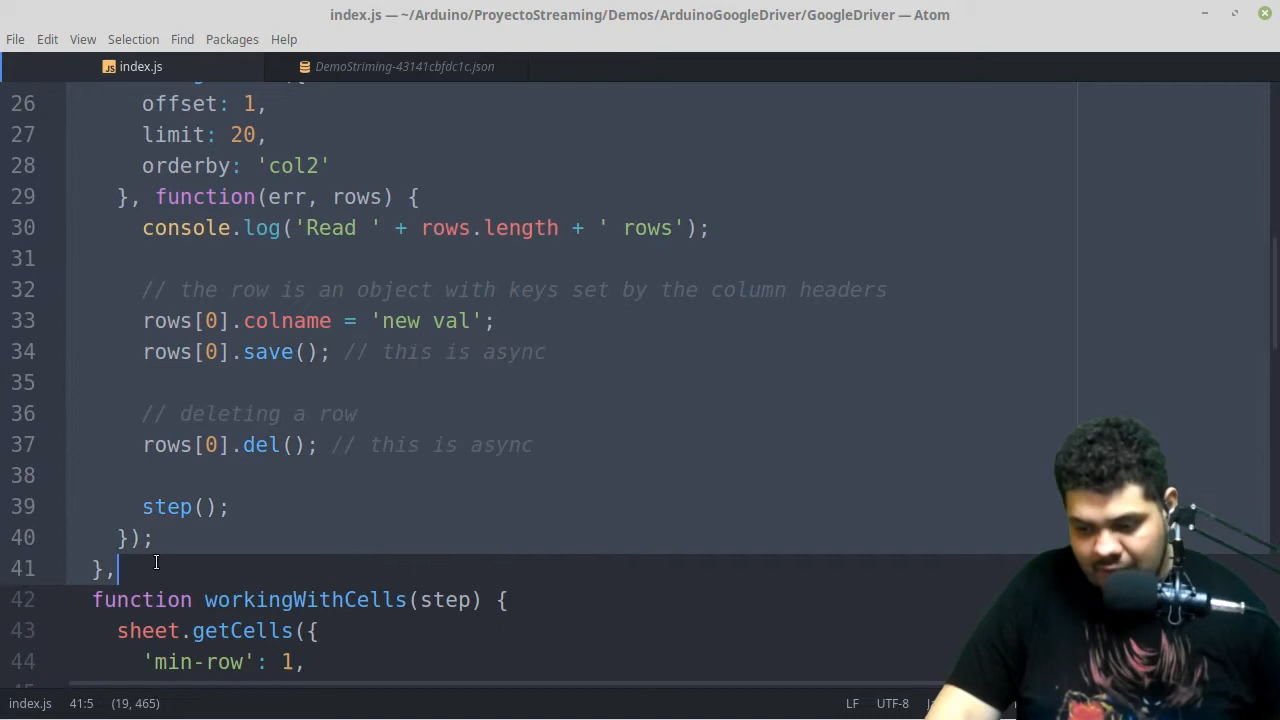 index.js — ~/Arduino/ProyectoStreaming/Demos/ArduinoGoogleDriver/GoogleDriver — Atom
File Edit View Selection Find Packages Help
index.js DemoStriming-43141cbfdc1c.json
26 offset: 1,
27 limit: 20,
28 orderby: 'col2'
29 }, function(err, rows) {
30 console.log('Read ' + rows.length + ' rows');
31
32 // the row is an object with keys set by the column headers
33 rows[0].colname = 'new val';
34 rows[0].save(); // this is async
35
36 // deleting a row
37 rows[0].del(); // this is async
38
39 step();
40 });
41 },
42 function workingWithCells(step) {
43 sheet.getCells({
44 'min-row': 1,
index.js 41:5 (19, 465) LF UTF-8